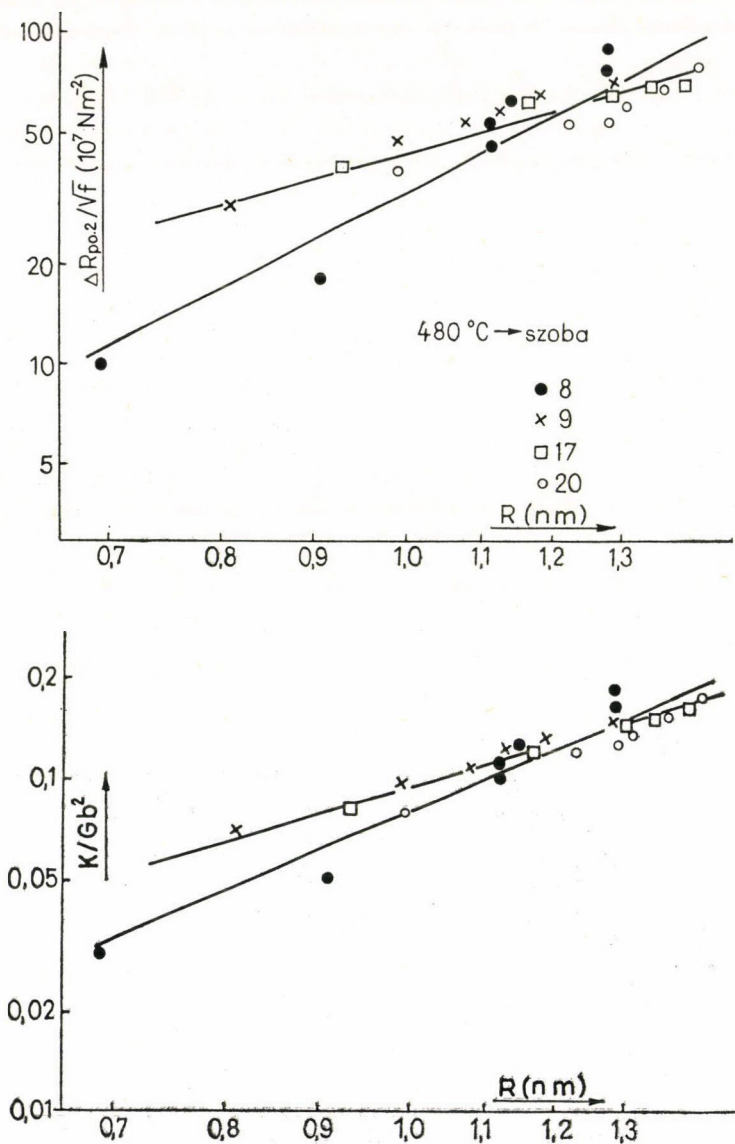 100
50
20
10
5
ΔRp0.2/√f (10⁷ Nm⁻²)
480 °C → szoba
● 8
× 9
□ 17
○ 20
R (nm)
0,7 0,8 0,9 1,0 1,1 1,2 1,3
0,2
0,1
0,05
0,02
0,01
K/Gb²
R (nm)
0,7 0,8 0,9 1,0 1,1 1,2 1,3